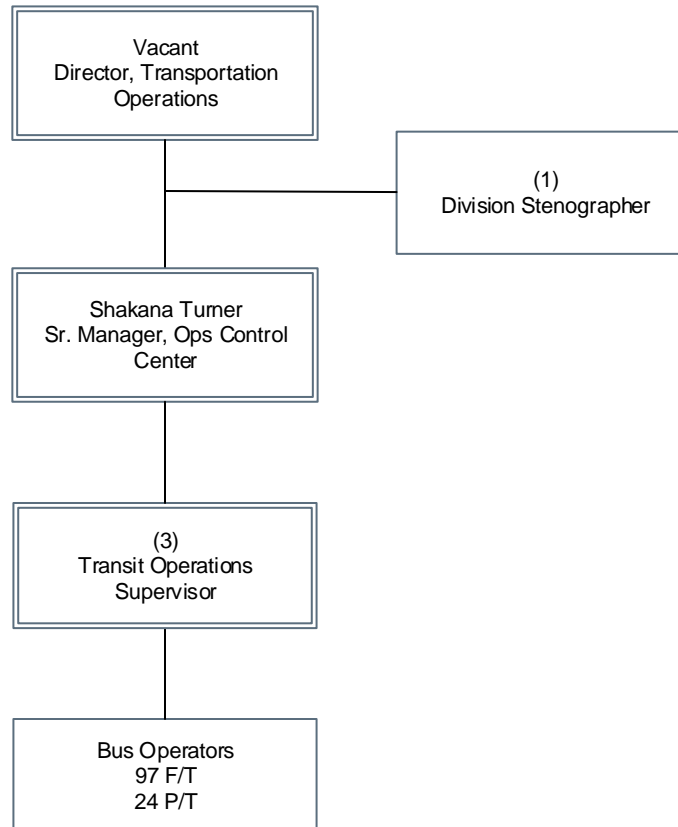 Vacant
Director, Transportation
Operations
(1)
Division Stenographer
Shakana Turner
Sr. Manager, Ops Control
Center
(3)
Transit Operations
Supervisor
Bus Operators
97 F/T
24 P/T